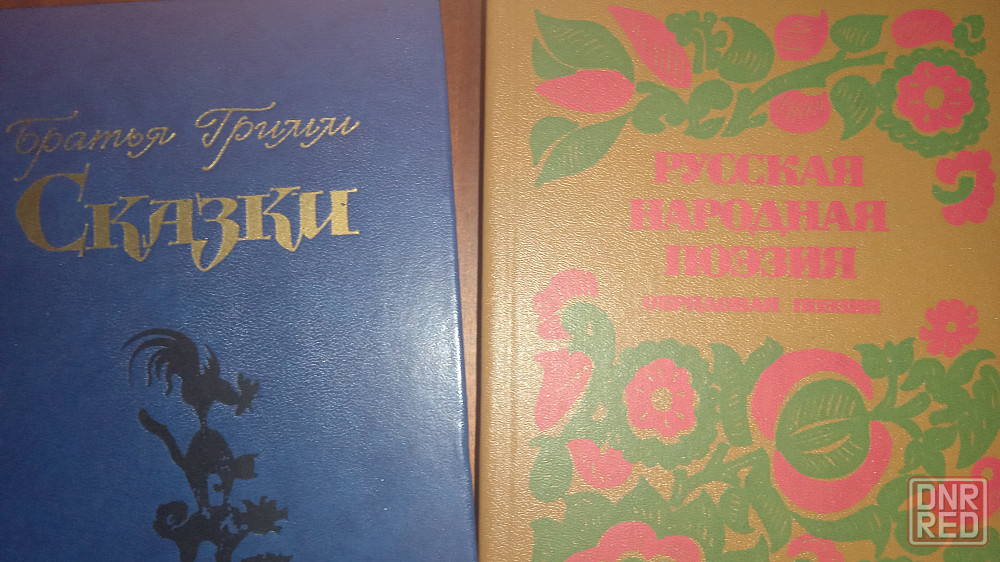 Братья Гримм
Сказки
РУССКАЯ
НАРОДНАЯ
ПОЭЗИЯ
ОБРЯДОВАЯ ПОЭЗИЯ
DNR
RED